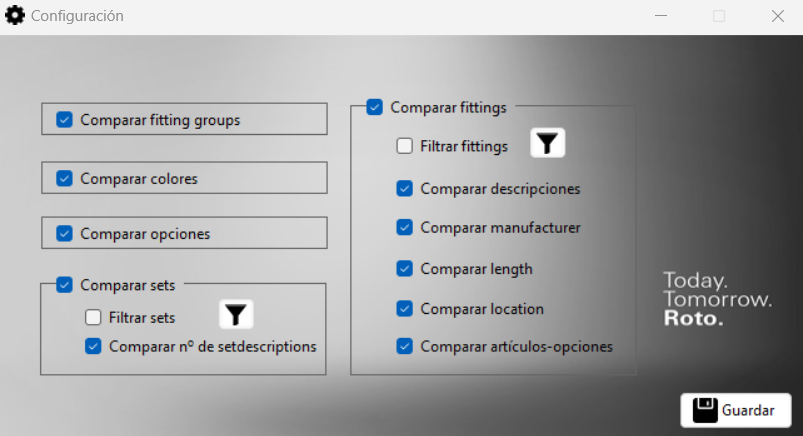 Configuración
Comparar fitting groups
Comparar colores
Comparar opciones
Comparar sets
Filtrar sets
Comparar nº de setdescriptions
Comparar fittings
Filtrar fittings
Comparar descripciones
Comparar manufacturer
Comparar length
Comparar location
Comparar artículos-opciones
Today.
Tomorrow.
Roto.
Guardar